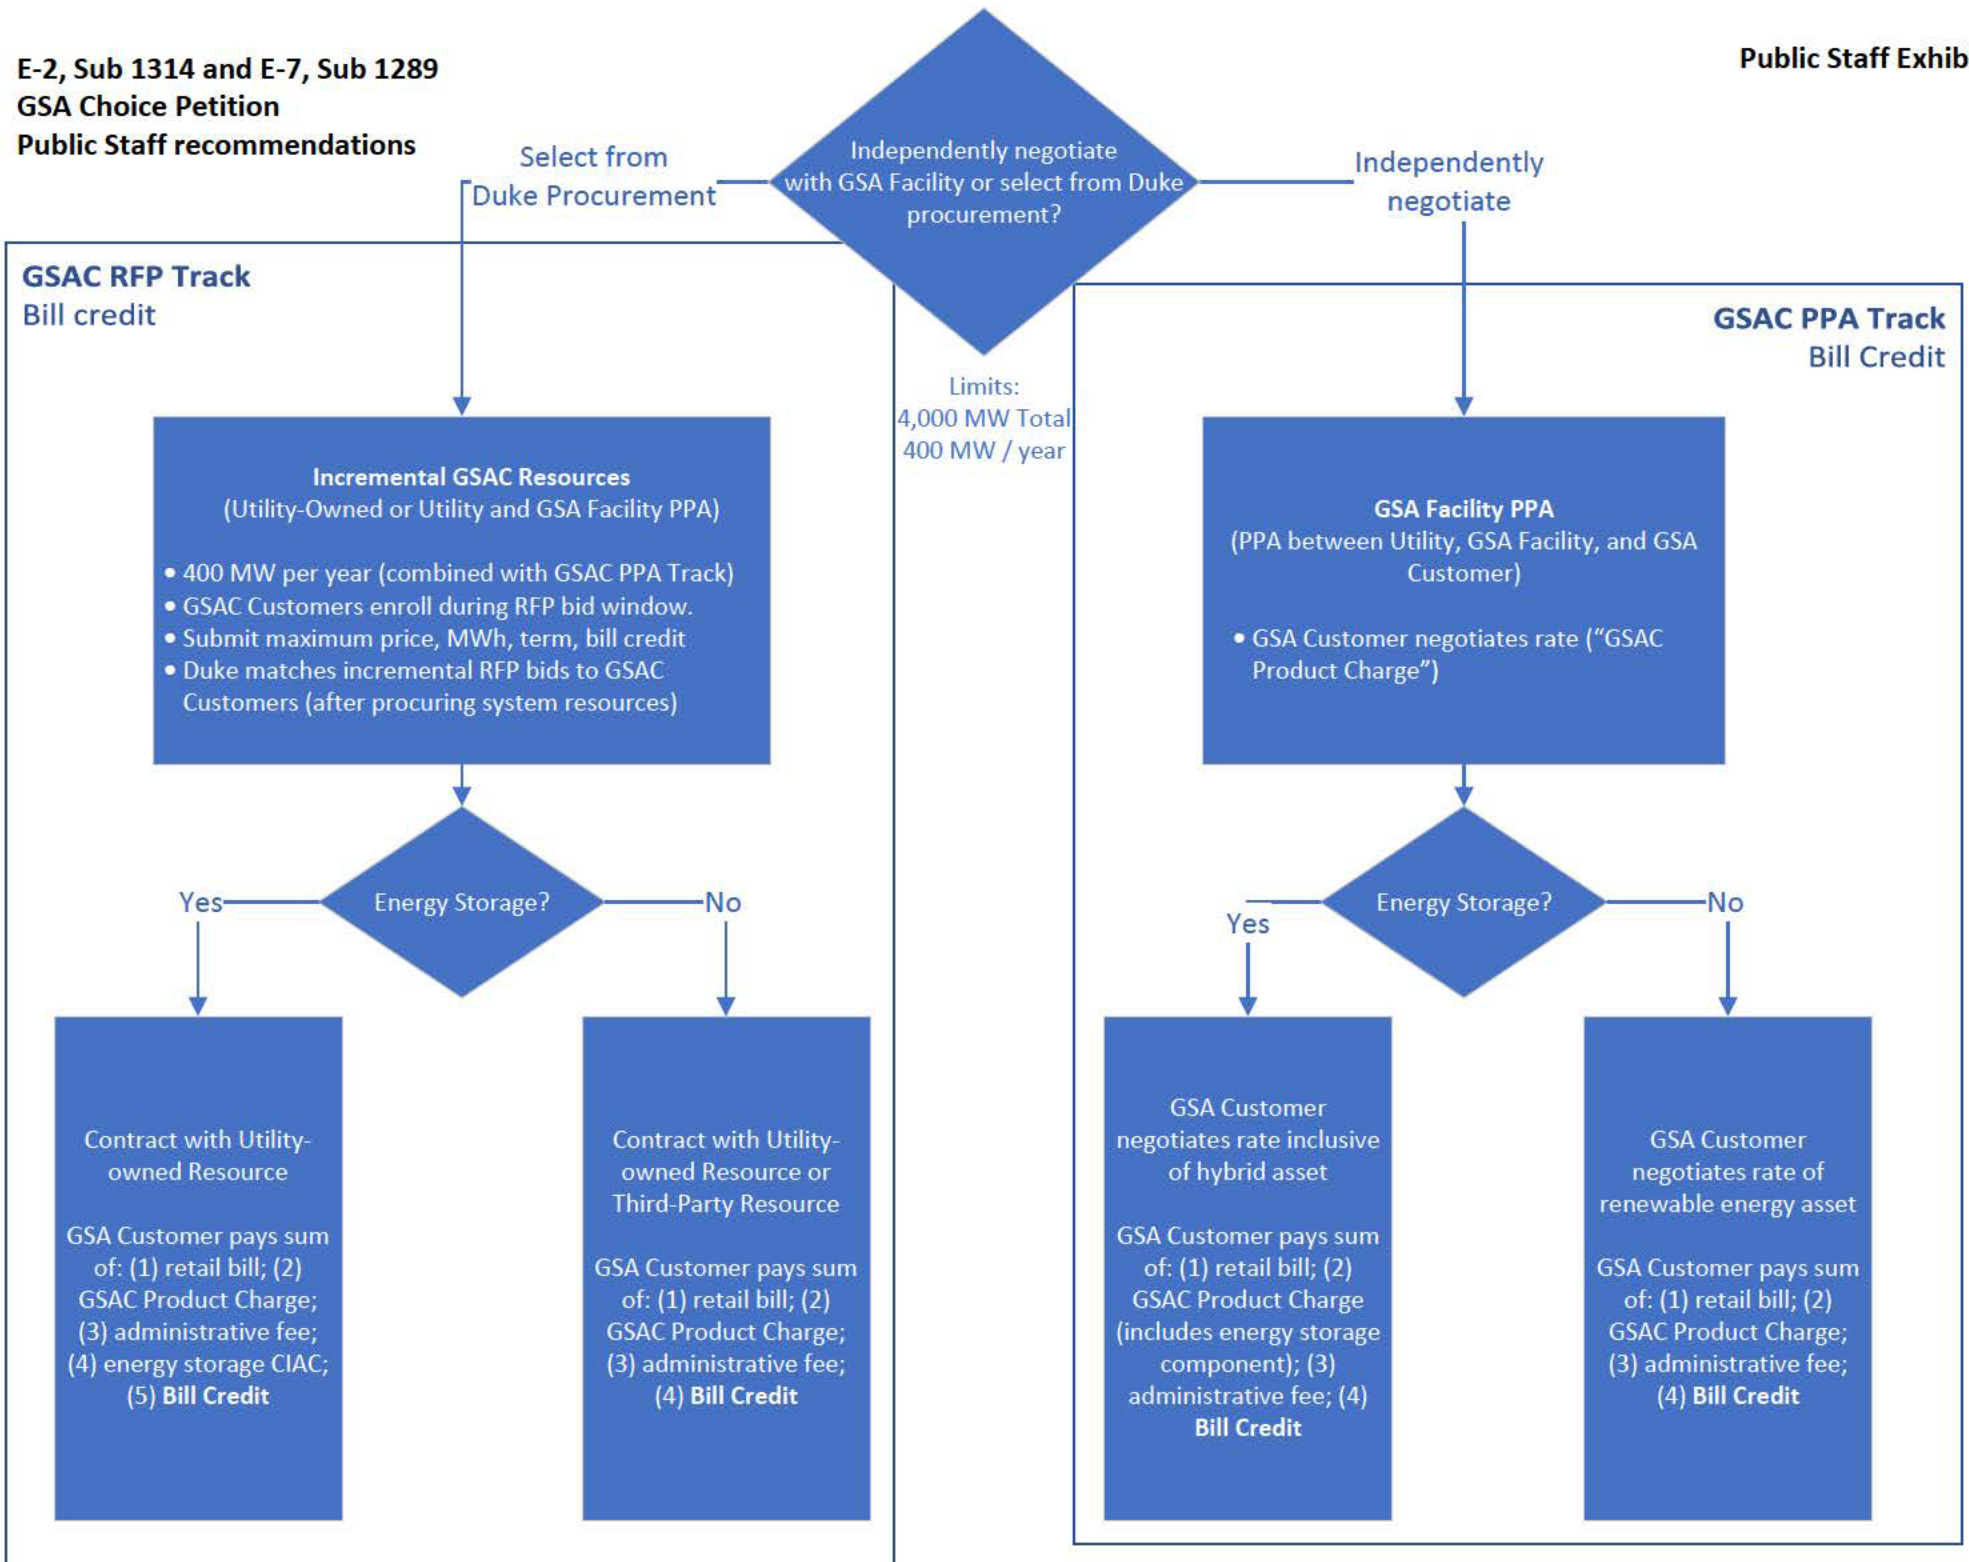 E-2, Sub 1314 and E-7, Sub 1289
GSA Choice Petition
Public Staff recommendations
Public Staff Exhib
Independently negotiate
with GSA Facility or select from Duke
procurement?
Select from
Duke Procurement
Independently
negotiate
Limits:
4,000 MW Total
400 MW / year
GSAC RFP Track
Bill credit
Incremental GSAC Resources
(Utility-Owned or Utility and GSA Facility PPA)
• 400 MW per year (combined with GSAC PPA Track)
• GSAC Customers enroll during RFP bid window.
• Submit maximum price, MWh, term, bill credit
• Duke matches incremental RFP bids to GSAC
Customers (after procuring system resources)
Energy Storage?
Yes
No
Contract with Utility-
owned Resource
GSA Customer pays sum
of: (1) retail bill; (2)
GSAC Product Charge;
(3) administrative fee;
(4) energy storage CIAC;
(5) Bill Credit
Contract with Utility-
owned Resource or
Third-Party Resource
GSA Customer pays sum
of: (1) retail bill; (2)
GSAC Product Charge;
(3) administrative fee;
(4) Bill Credit
GSAC PPA Track
Bill Credit
GSA Facility PPA
(PPA between Utility, GSA Facility, and GSA
Customer)
• GSA Customer negotiates rate (“GSAC
Product Charge”)
Energy Storage?
Yes
No
GSA Customer
negotiates rate inclusive
of hybrid asset
GSA Customer pays sum
of: (1) retail bill; (2)
GSAC Product Charge
(includes energy storage
component); (3)
administrative fee; (4)
Bill Credit
GSA Customer
negotiates rate of
renewable energy asset
GSA Customer pays sum
of: (1) retail bill; (2)
GSAC Product Charge;
(3) administrative fee;
(4) Bill Credit